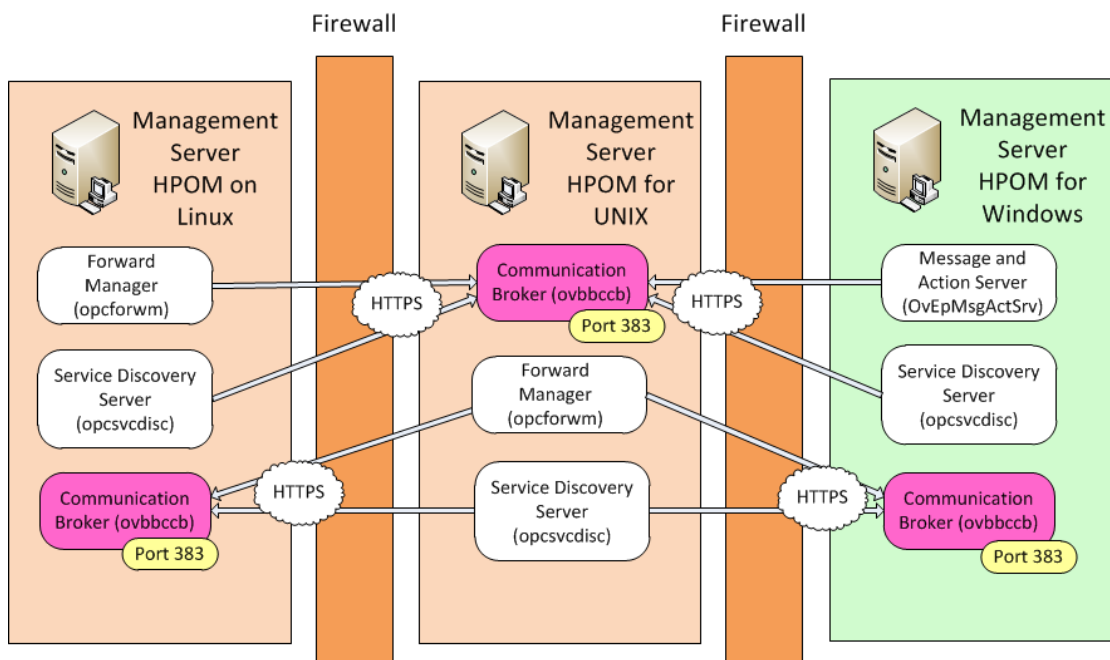 Firewall
Firewall
Management
Server
HPOM on
Linux
Management
Server
HPOM for
UNIX
Management
Server
HPOM for
Windows
Forward
Manager
(opcforwm)
HTTPS
Communication
Broker (ovbbccb)
Port 383
HTTPS
Message and
Action Server
(OvEpMsgActSrv)
Service Discovery
Server
(opcsvcdisc)
Forward
Manager
(opcforwm)
Service Discovery
Server
(opcsvcdisc)
Communication
Broker (ovbbccb)
Port 383
HTTPS
Service Discovery
Server
(opcsvcdisc)
HTTPS
Communication
Broker (ovbbccb)
Port 383